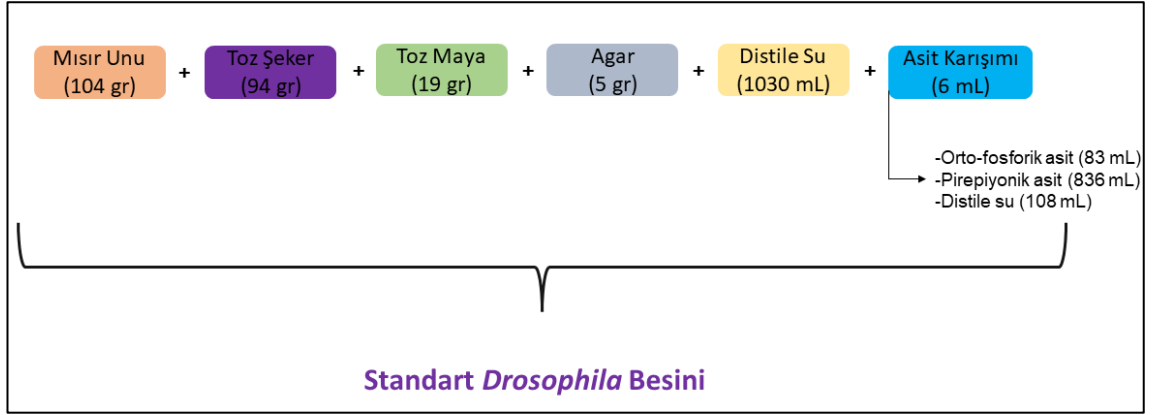 Mısır Unu
(104 gr)
+
Toz Şeker
(94 gr)
+
Toz Maya
(19 gr)
+
Agar
(5 gr)
+
Distile Su
(1030 mL)
+
Asit Karışımı
(6 mL)
-Orto-fosforik asit (83 mL)
-Pirepiyonik asit (836 mL)
-Distile su (108 mL)
Standart Drosophila Besini